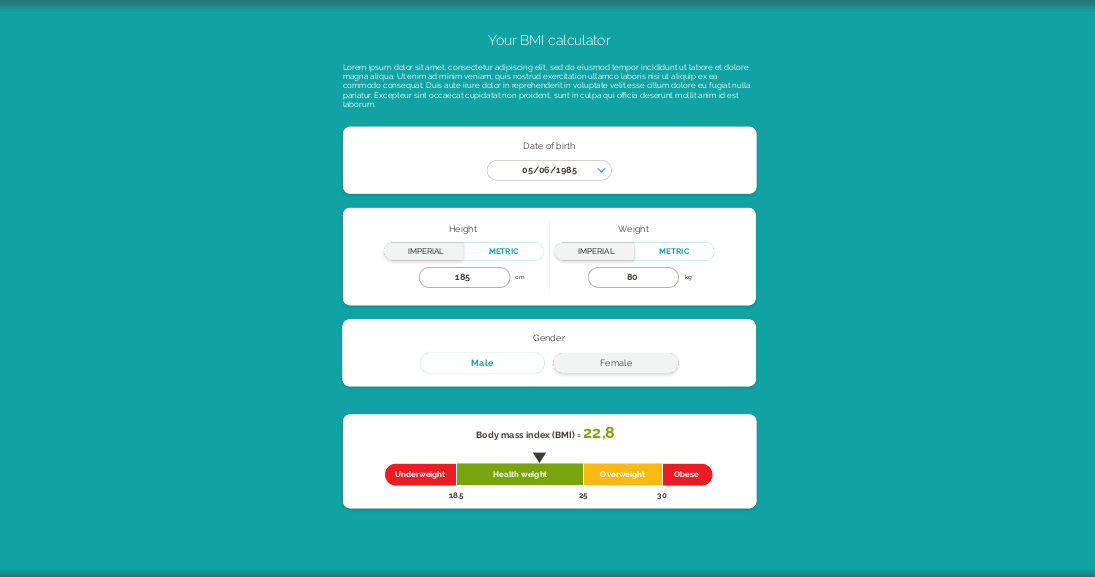 Your BMI calculator
Lorem ipsum dolor sit amet, consectetur adipiscing elit, sed do eiusmod tempor incididunt ut labore et dolore
magna aliqua. Ut enim ad minim veniam, quis nostrud exercitation ullamco laboris nisi ut aliquip ex ea
commodo consequat. Duis aute irure dolor in reprehenderit in voluptate velit esse cillum dolore eu fugiat nulla
pariatur. Excepteur sint occaecat cupidatat non proident, sunt in culpa qui officia deserunt mollit anim id est
laborum.
Date of birth
05/06/1985
Height Weight
IMPERIAL METRIC IMPERIAL METRIC
185 cm 80 kg
Gender
Male Female
Body mass index (BMI) = 22,8
Underweight Health weight Overweight Obese
18.5 25 30